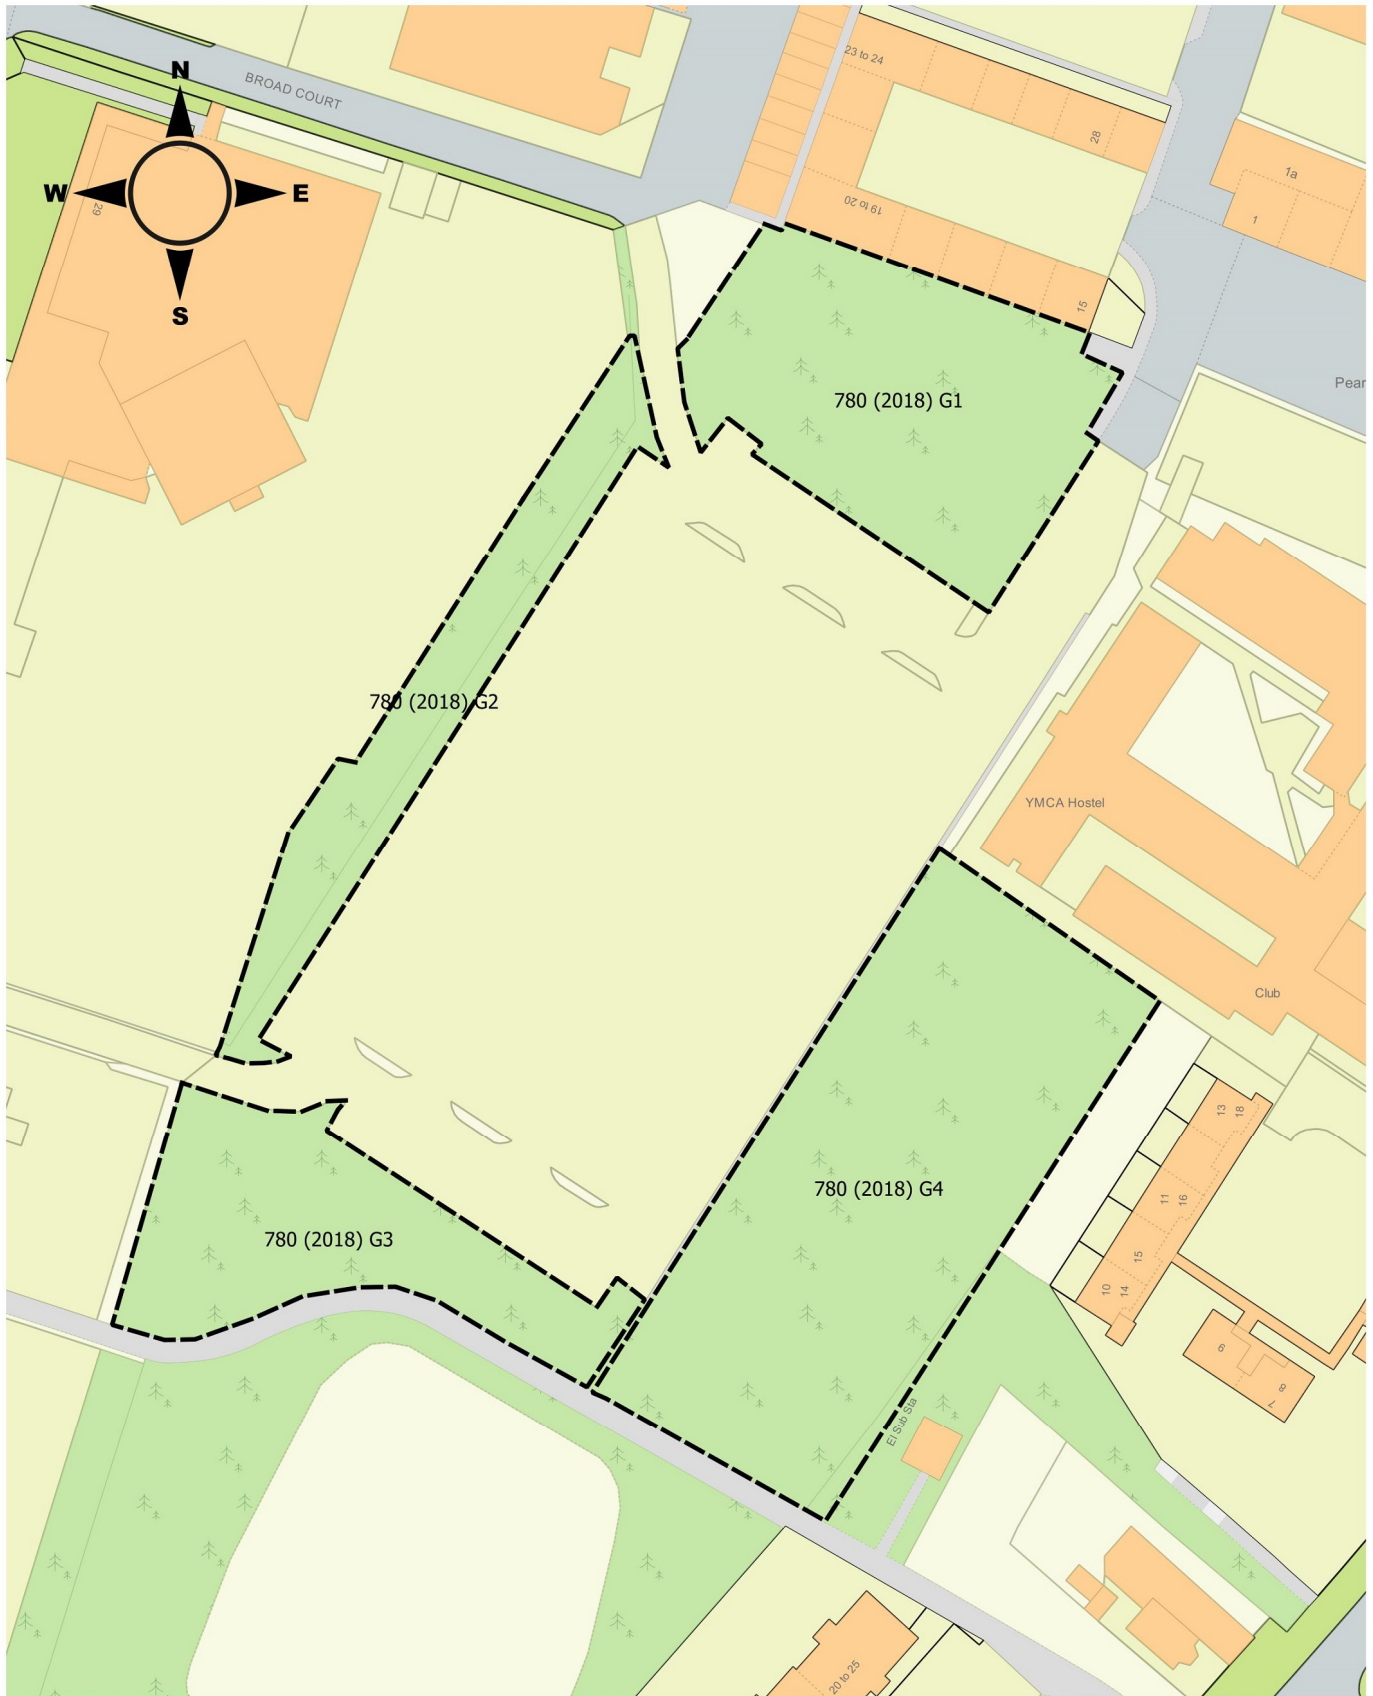 N
W
E
S
BROAD COURT
23 to 24
28
19 to 20
15
1a
1
29
Pear
780 (2018) G1
780 (2018) G2
YMCA Hostel
Club
780 (2018) G4
780 (2018) G3
13
18
11
16
15
10
14
6
8
7
El Sub Sta
20 to 25